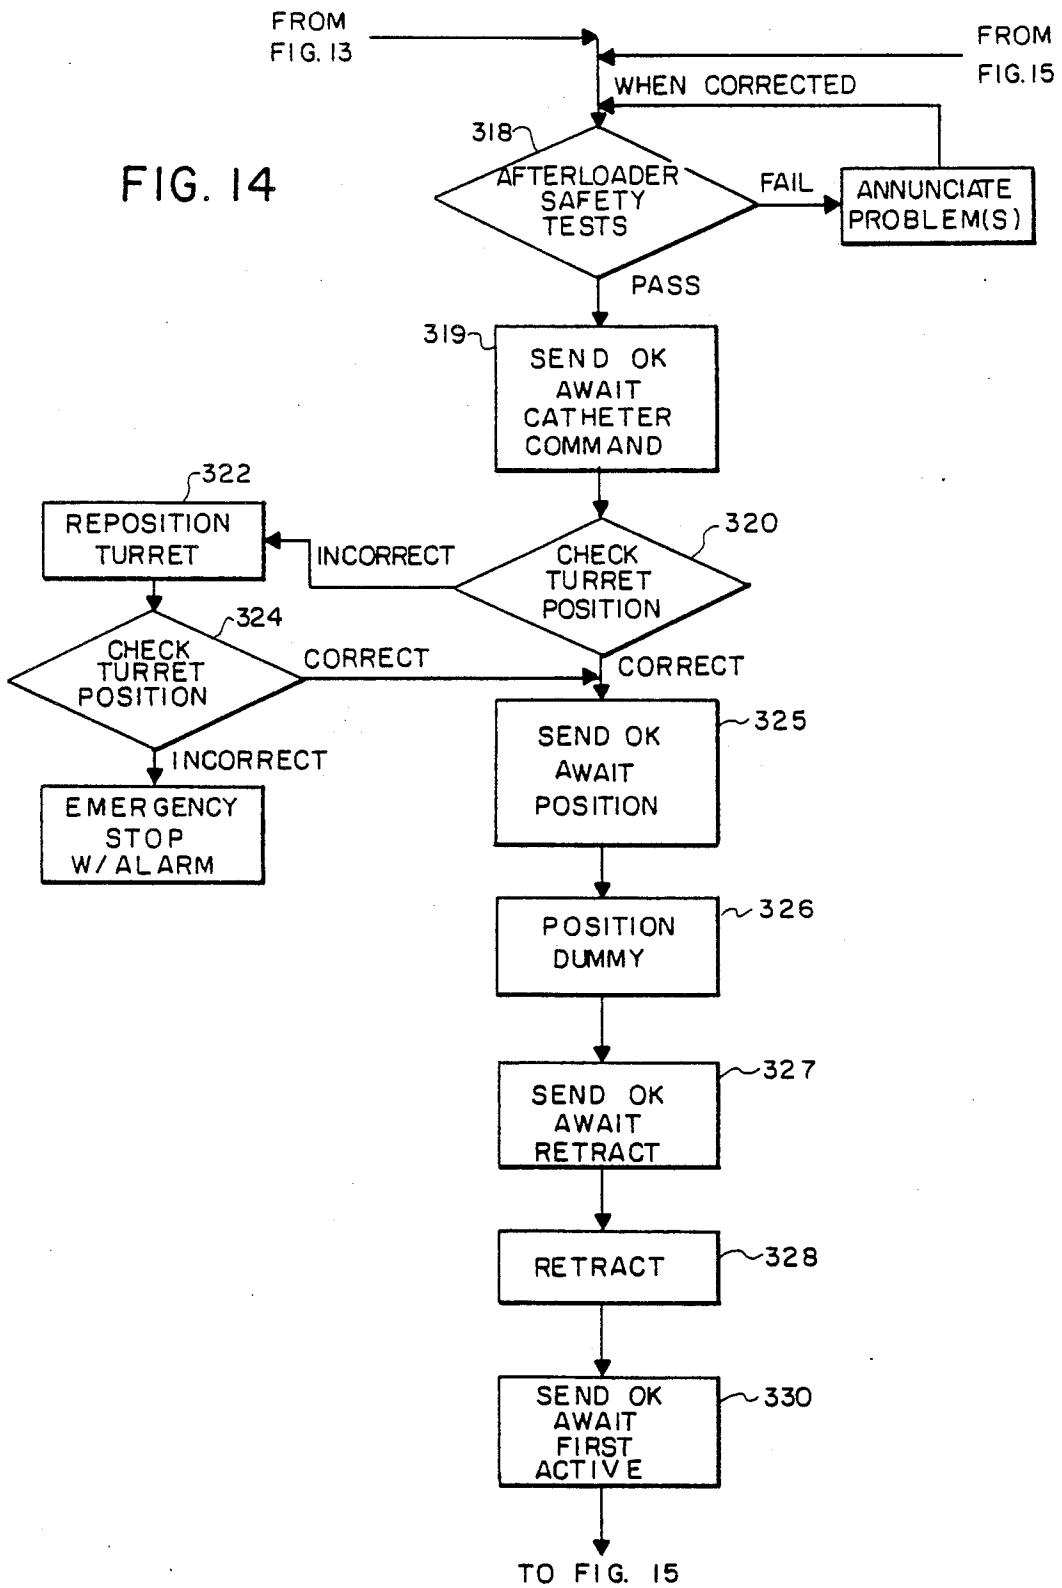 FROM
FIG. 13
FROM
FIG. 15
WHEN CORRECTED
318
FIG. 14
AFTERLOADER
SAFETY
TESTS
FAIL
ANNUNCIATE
PROBLEM(S)
PASS
319
SEND OK
AWAIT
CATHETER
COMMAND
322
REPOSITION
TURRET
INCORRECT
320
CHECK
TURRET
POSITION
324
CHECK
TURRET
POSITION
CORRECT
CORRECT
INCORRECT
325
SEND OK
AWAIT
POSITION
EMERGENCY
STOP
W/ALARM
326
POSITION
DUMMY
327
SEND OK
AWAIT
RETRACT
328
RETRACT
330
SEND OK
AWAIT
FIRST
ACTIVE
TO FIG. 15